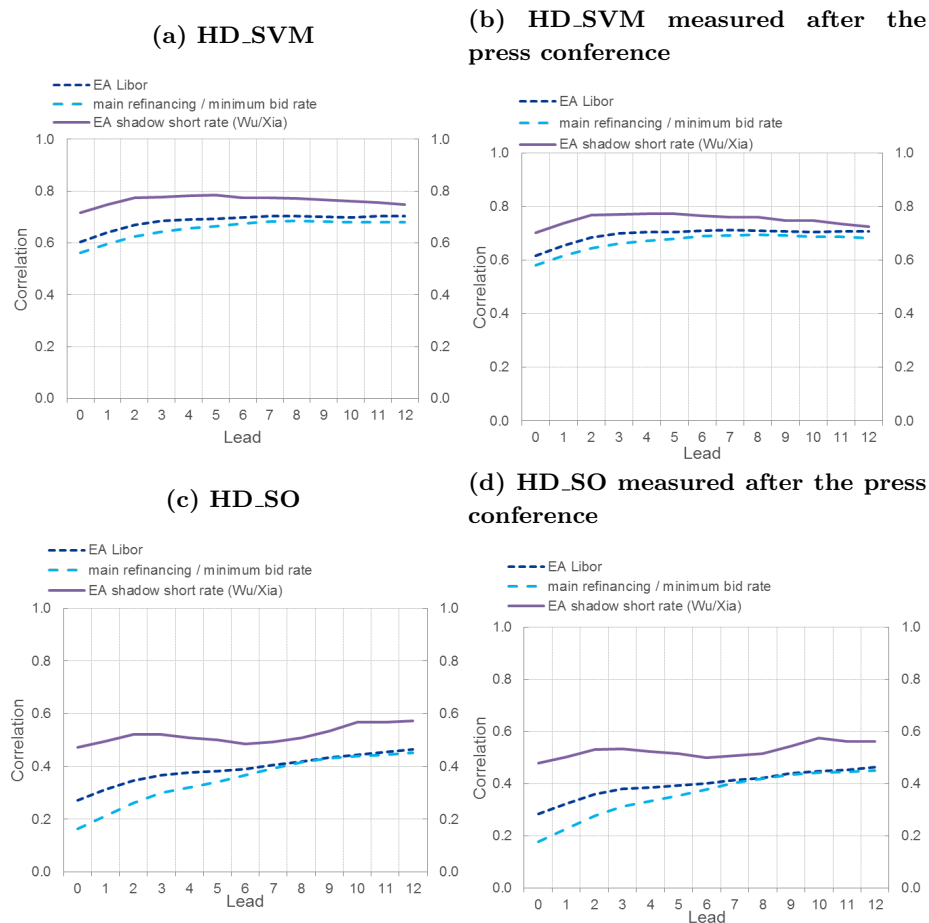 (a) HD_SVM
EA Libor
main refinancing / minimum bid rate
EA shadow short rate (Wu/Xia)
1.0 1.0
0.8 0.8
0.6 0.6
0.4 0.4
0.2 0.2
0.0 0.0
Correlation
0 1 2 3 4 5 6 7 8 9 10 11 12
Lead
(b) HD_SVM measured after the
press conference
EA Libor
main refinancing / minimum bid rate
EA shadow short rate (Wu/Xia)
1.0 1.0
0.8 0.8
0.6 0.6
0.4 0.4
0.2 0.2
0.0 0.0
Correlation
0 1 2 3 4 5 6 7 8 9 10 11 12
Lead
(c) HD_SO
EA Libor
main refinancing / minimum bid rate
EA shadow short rate (Wu/Xia)
1.0 1.0
0.8 0.8
0.6 0.6
0.4 0.4
0.2 0.2
0.0 0.0
Correlation
0 1 2 3 4 5 6 7 8 9 10 11 12
Lead
(d) HD_SO measured after the press
conference
EA Libor
main refinancing / minimum bid rate
EA shadow short rate (Wu/Xia)
1.0 1.0
0.8 0.8
0.6 0.6
0.4 0.4
0.2 0.2
0.0 0.0
Correlation
0 1 2 3 4 5 6 7 8 9 10 11 12
Lead